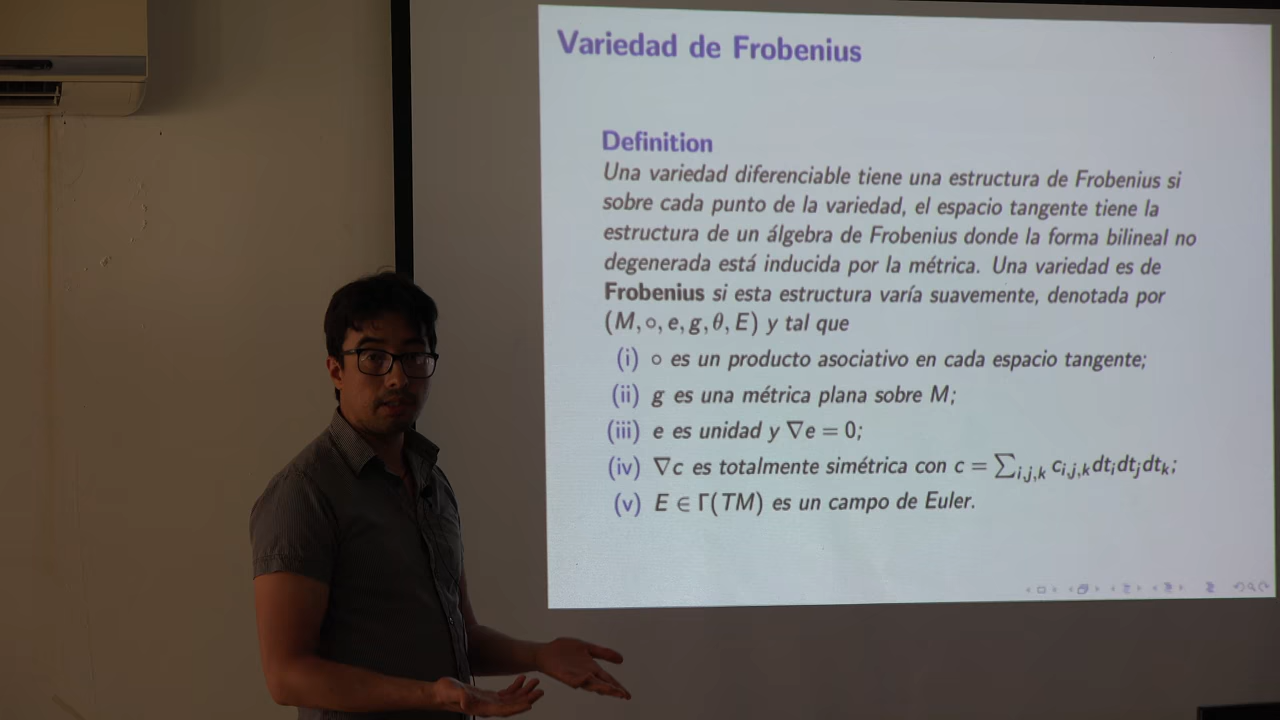 Variedad de Frobenius
Definition
Una variedad diferenciable tiene una estructura de Frobenius si
sobre cada punto de la variedad, el espacio tangente tiene la
estructura de un álgebra de Frobenius donde la forma bilineal no
degenerada está inducida por la métrica. Una variedad es de
Frobenius si esta estructura varía suavemente, denotada por
(M, ∘, e, g, θ, E) y tal que
(i) ∘ es un producto asociativo en cada espacio tangente;
(ii) g es una métrica plana sobre M;
(iii) e es unidad y ∇e = 0;
(iv) ∇c es totalmente simétrica con c = ∑i,j,k ci,j,kdtidtjdtk;
(v) E ∈ Γ(TM) es un campo de Euler.